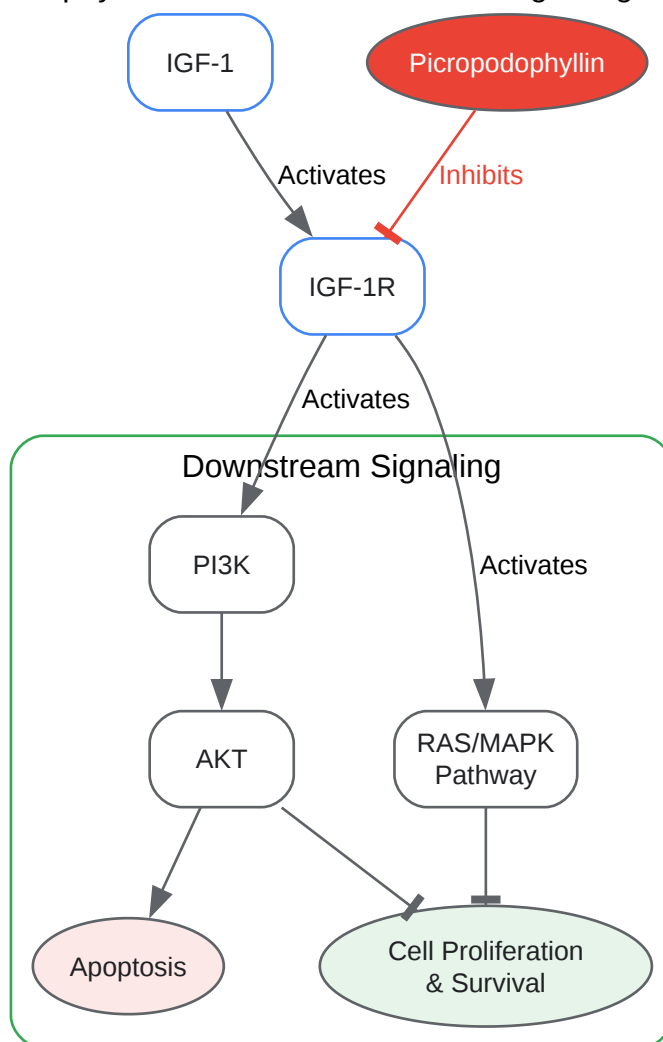 IGF-1
Picropodophyllin
Activates
Inhibits
IGF-1R
Activates
Downstream Signaling
PI3K
Activates
AKT
RAS/MAPK
Pathway
Apoptosis
Cell Proliferation
& Survival